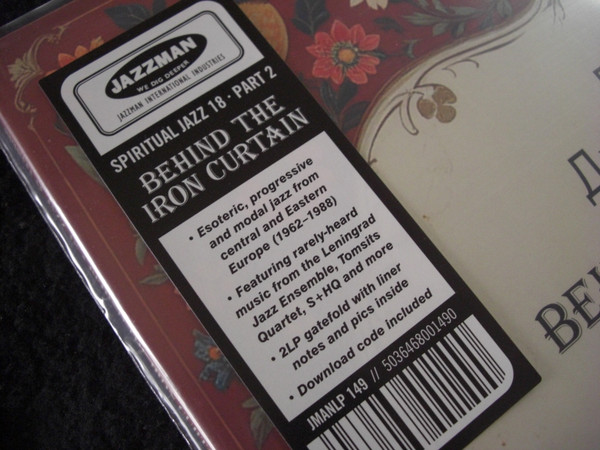 JAZZMAN
WE DIG DEEPER
JAZZMAN INTERNATIONAL INDUSTRIES
SPIRITUAL JAZZ 18 · PART 2
BEHIND THE
IRON CURTAIN
• Esoteric, progressive
and modal jazz from
central and Eastern
Europe (1962–1988)
• Featuring rarely-heard
music from the Leningrad
Jazz Ensemble, Tomsits
Quartet, S+HQ and more
• 2LP gatefold with liner
notes and pics inside
• Download code included
JMANLP 149 // 5036468001490